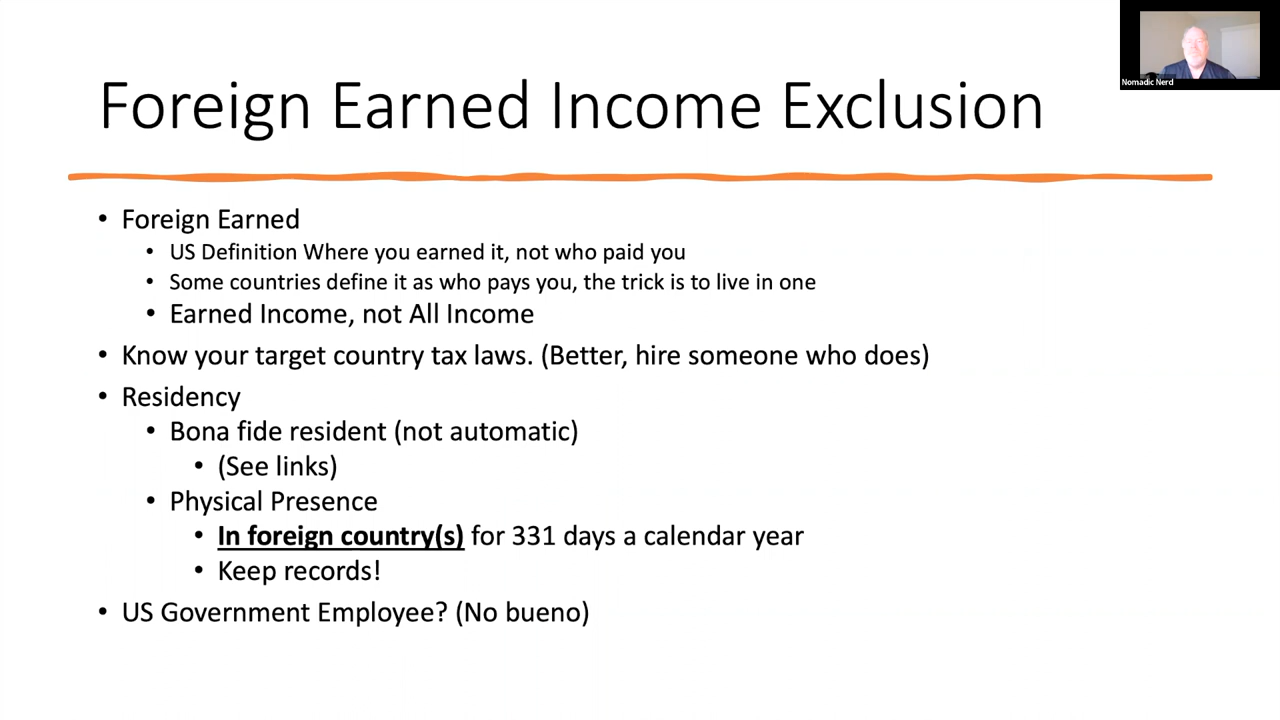 Nomadic Nerd
Foreign Earned Income Exclusion
• Foreign Earned
• US Definition Where you earned it, not who paid you
• Some countries define it as who pays you, the trick is to live in one
• Earned Income, not All Income
• Know your target country tax laws. (Better, hire someone who does)
• Residency
• Bona fide resident (not automatic)
• (See links)
• Physical Presence
• In foreign country(s) for 331 days a calendar year
• Keep records!
• US Government Employee? (No bueno)